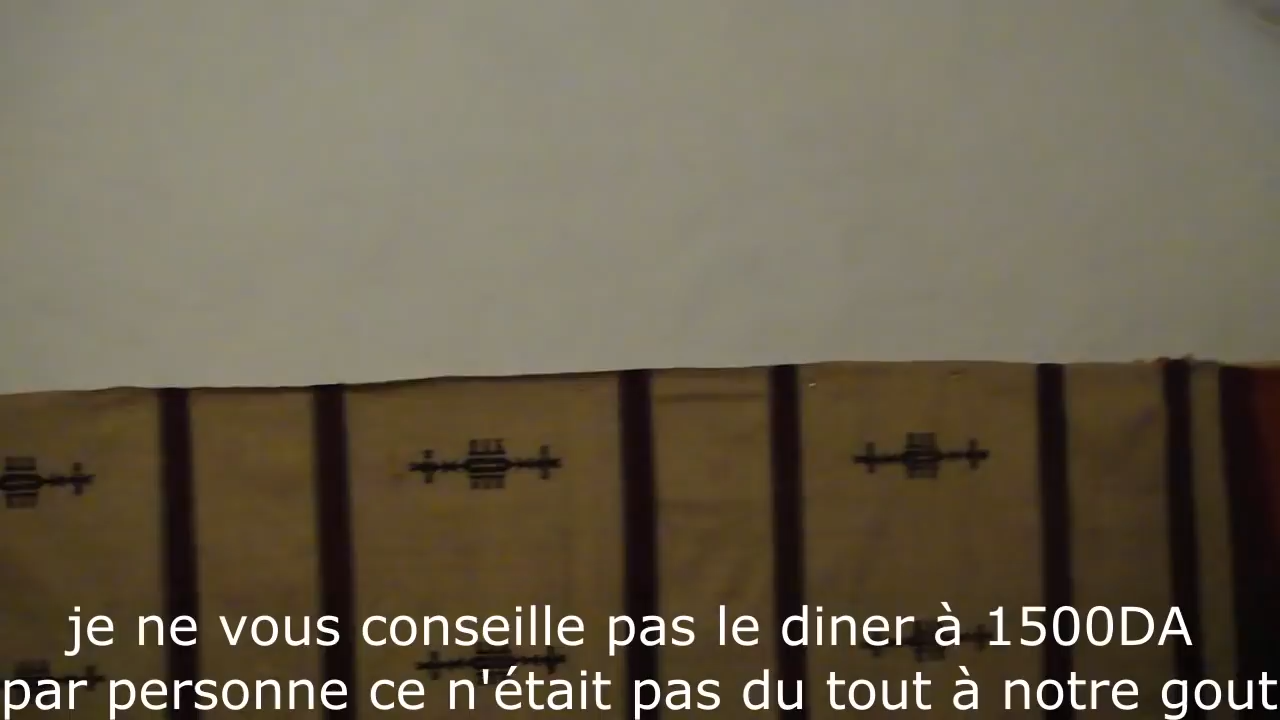 je ne vous conseille pas le diner à 1500DA
par personne ce n'était pas du tout à notre gout